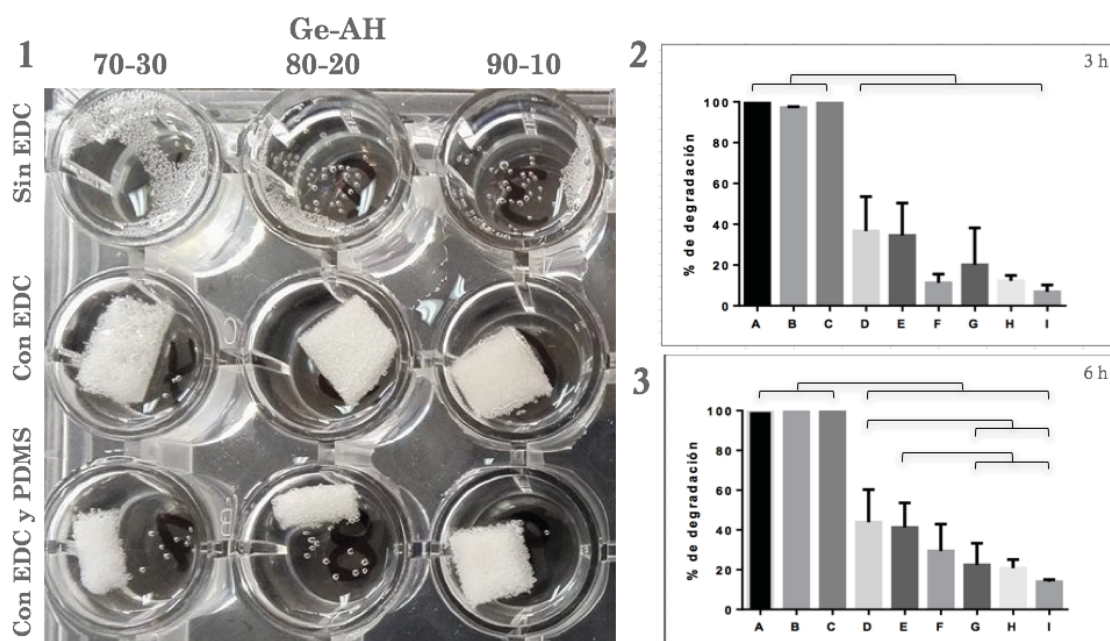 1
Ge-AH
70-30 80-20 90-10
Sin EDC
Con EDC
Con EDC y PDMS
2
3 h
% de degradación
100
80
60
40
20
0
A B C D E F G H I
3
6 h
% de degradación
100
80
60
40
20
0
A B C D E F G H I